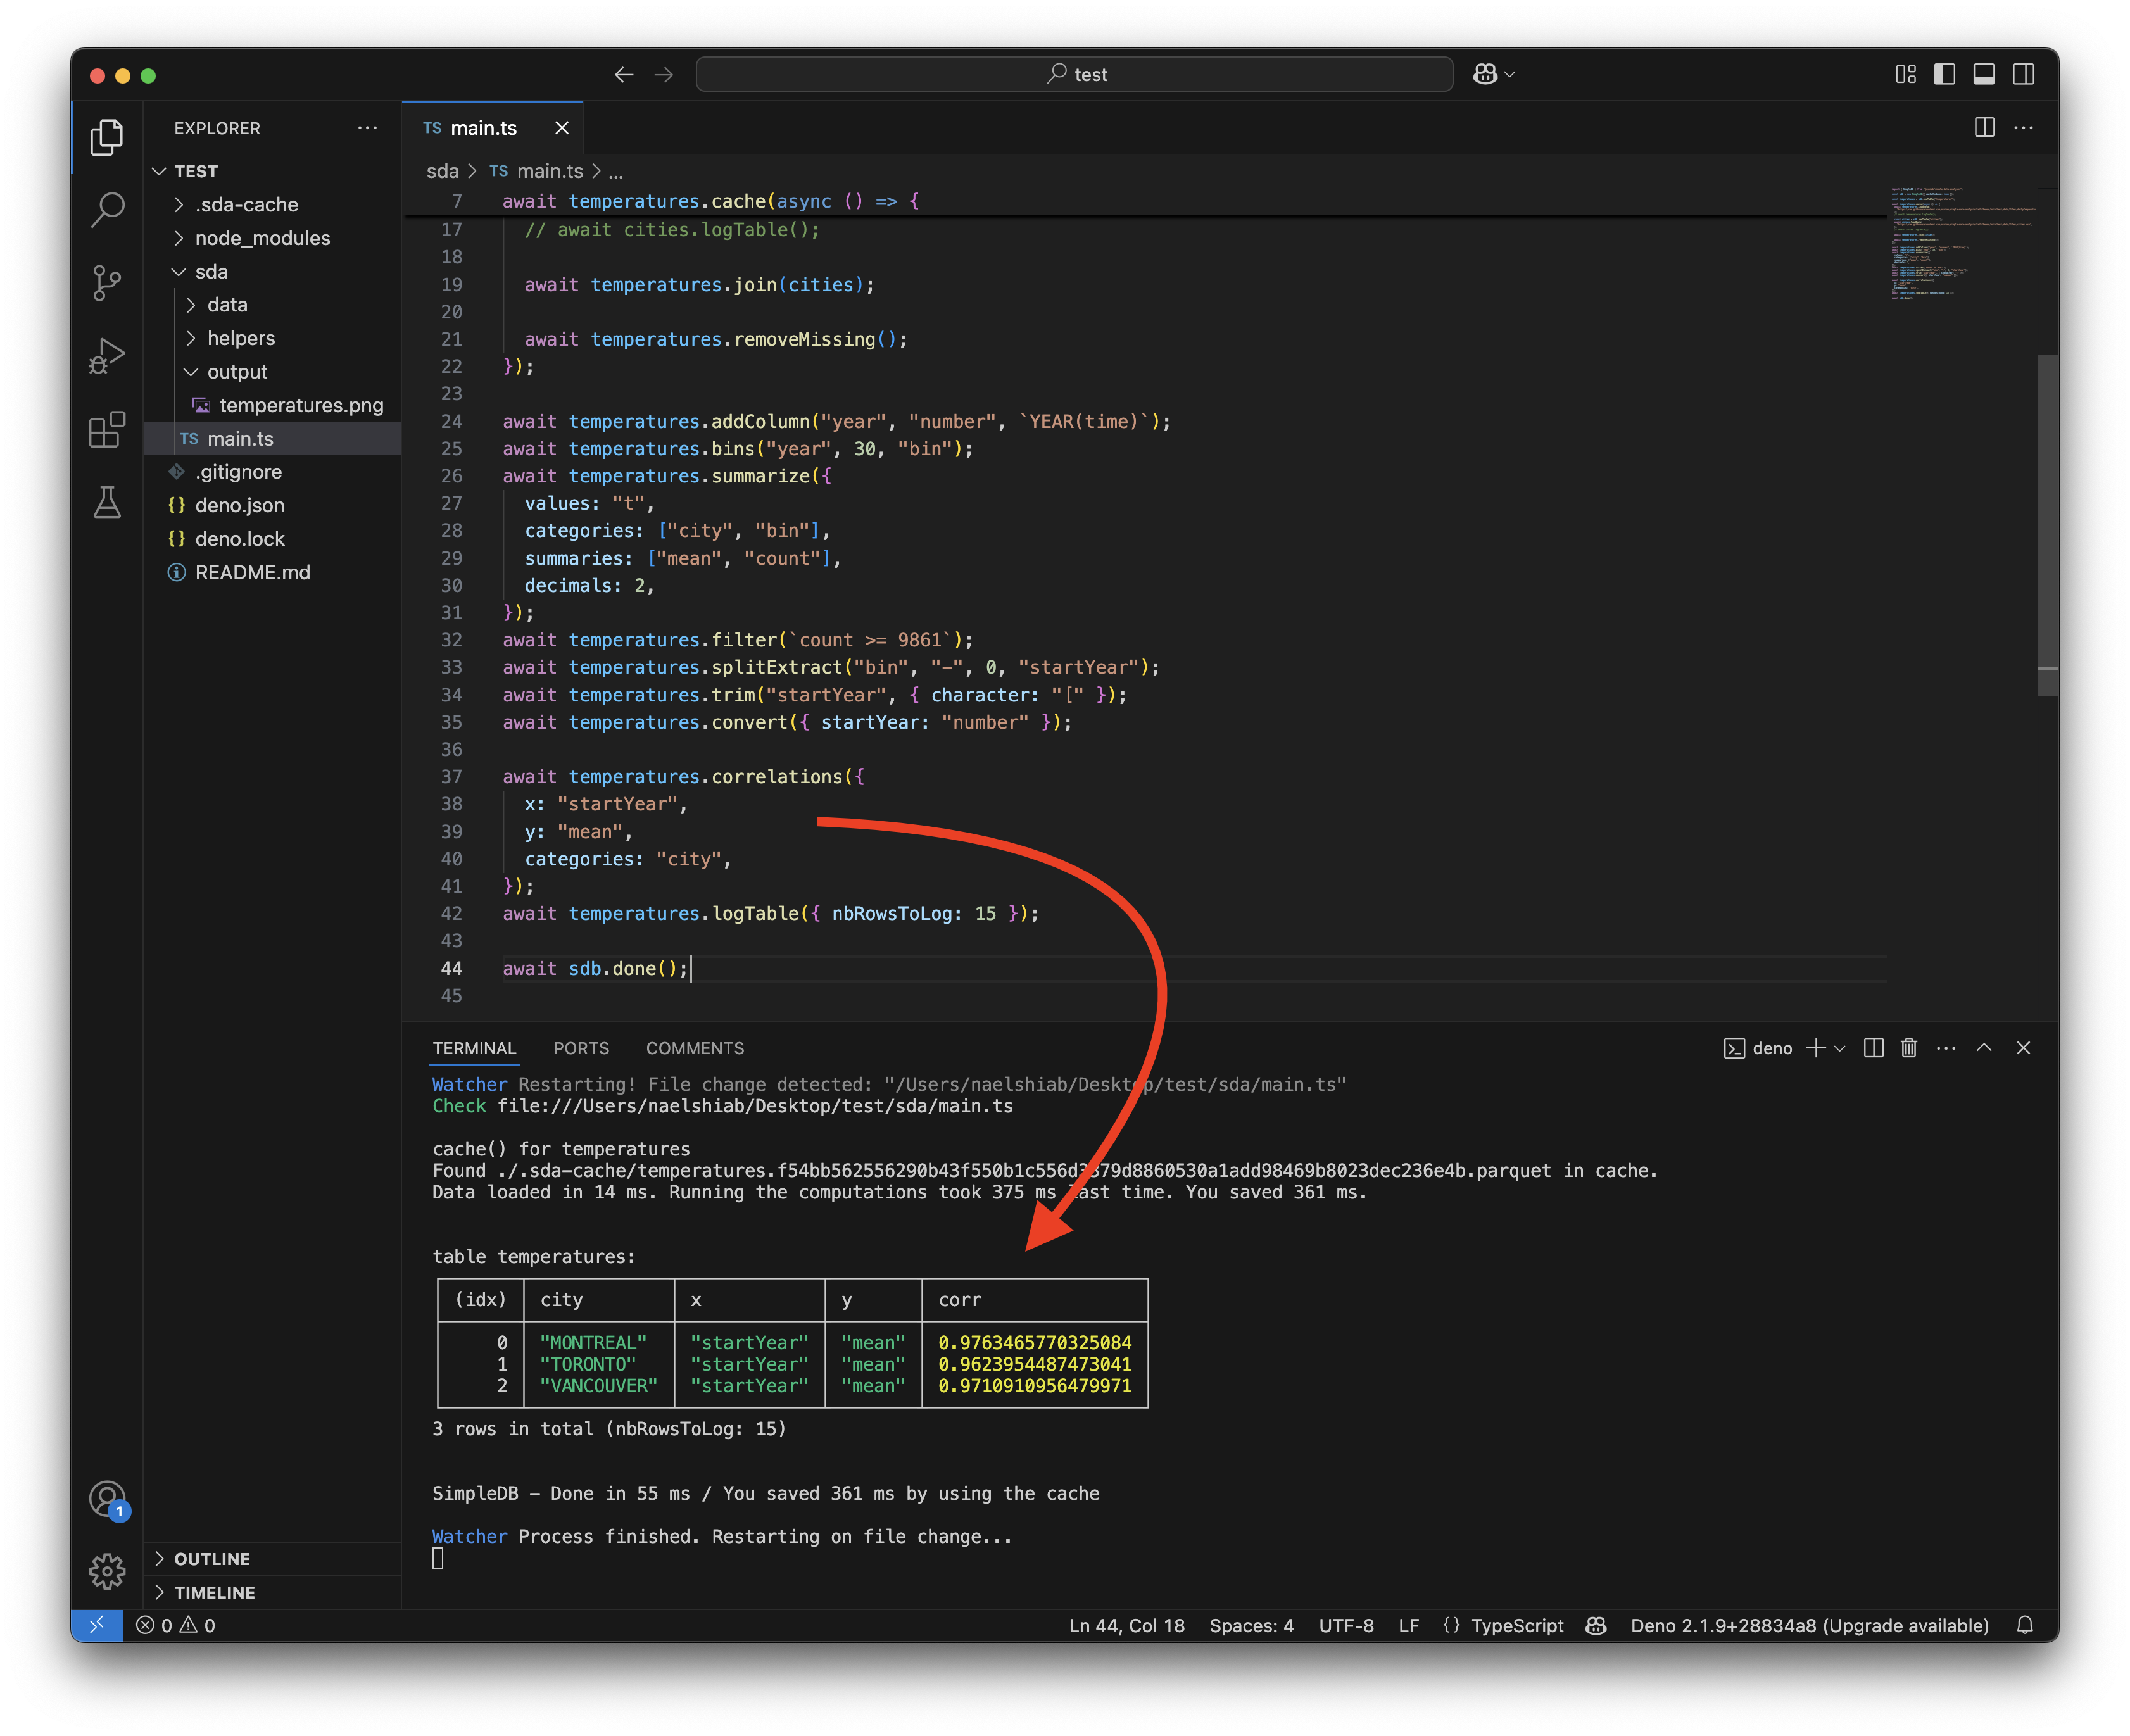 test
EXPLORER
TEST
.sda-cache
node_modules
sda
data
helpers
output
temperatures.png
TS main.ts
.gitignore
{} deno.json
{} deno.lock
README.md
OUTLINE
TIMELINE
1
TS main.ts
sda > TS main.ts > ...
7 await temperatures.cache(async () => {
17 // await cities.logTable();
18
19 await temperatures.join(cities);
20
21 await temperatures.removeMissing();
22 });
23
24 await temperatures.addColumn("year", "number", `YEAR(time)`);
25 await temperatures.bins("year", 30, "bin");
26 await temperatures.summarize({
27 values: "t",
28 categories: ["city", "bin"],
29 summaries: ["mean", "count"],
30 decimals: 2,
31 });
32 await temperatures.filter(`count >= 9861`);
33 await temperatures.splitExtract("bin", "-", 0, "startYear");
34 await temperatures.trim("startYear", { character: "[" });
35 await temperatures.convert({ startYear: "number" });
36
37 await temperatures.correlations({
38 x: "startYear",
39 y: "mean",
40 categories: "city",
41 });
42 await temperatures.logTable({ nbRowsToLog: 15 });
43
44 await sdb.done();
45
TERMINAL PORTS COMMENTS
deno
Watcher Restarting! File change detected: "/Users/naelshiab/Desktop/test/sda/main.ts"
Check file:///Users/naelshiab/Desktop/test/sda/main.ts
cache() for temperatures
Found in cache.
Data loaded in 14 ms. Running the computations took 375 ms last time. You saved 361 ms.
table temperatures:
(idx) city x y corr
0 "MONTREAL" "startYear" "mean" 0.9763465770325084
1 "TORONTO" "startYear" "mean" 0.9623954487473041
2 "VANCOUVER" "startYear" "mean" 0.9710910956479971
3 rows in total (nbRowsToLog: 15)
SimpleDB - Done in 55 ms / You saved 361 ms by using the cache
Watcher Process finished. Restarting on file change...
0 0
Ln 44, Col 18 Spaces: 4 UTF-8 LF {} TypeScript Deno 2.1.9+28834a8 (Upgrade available)